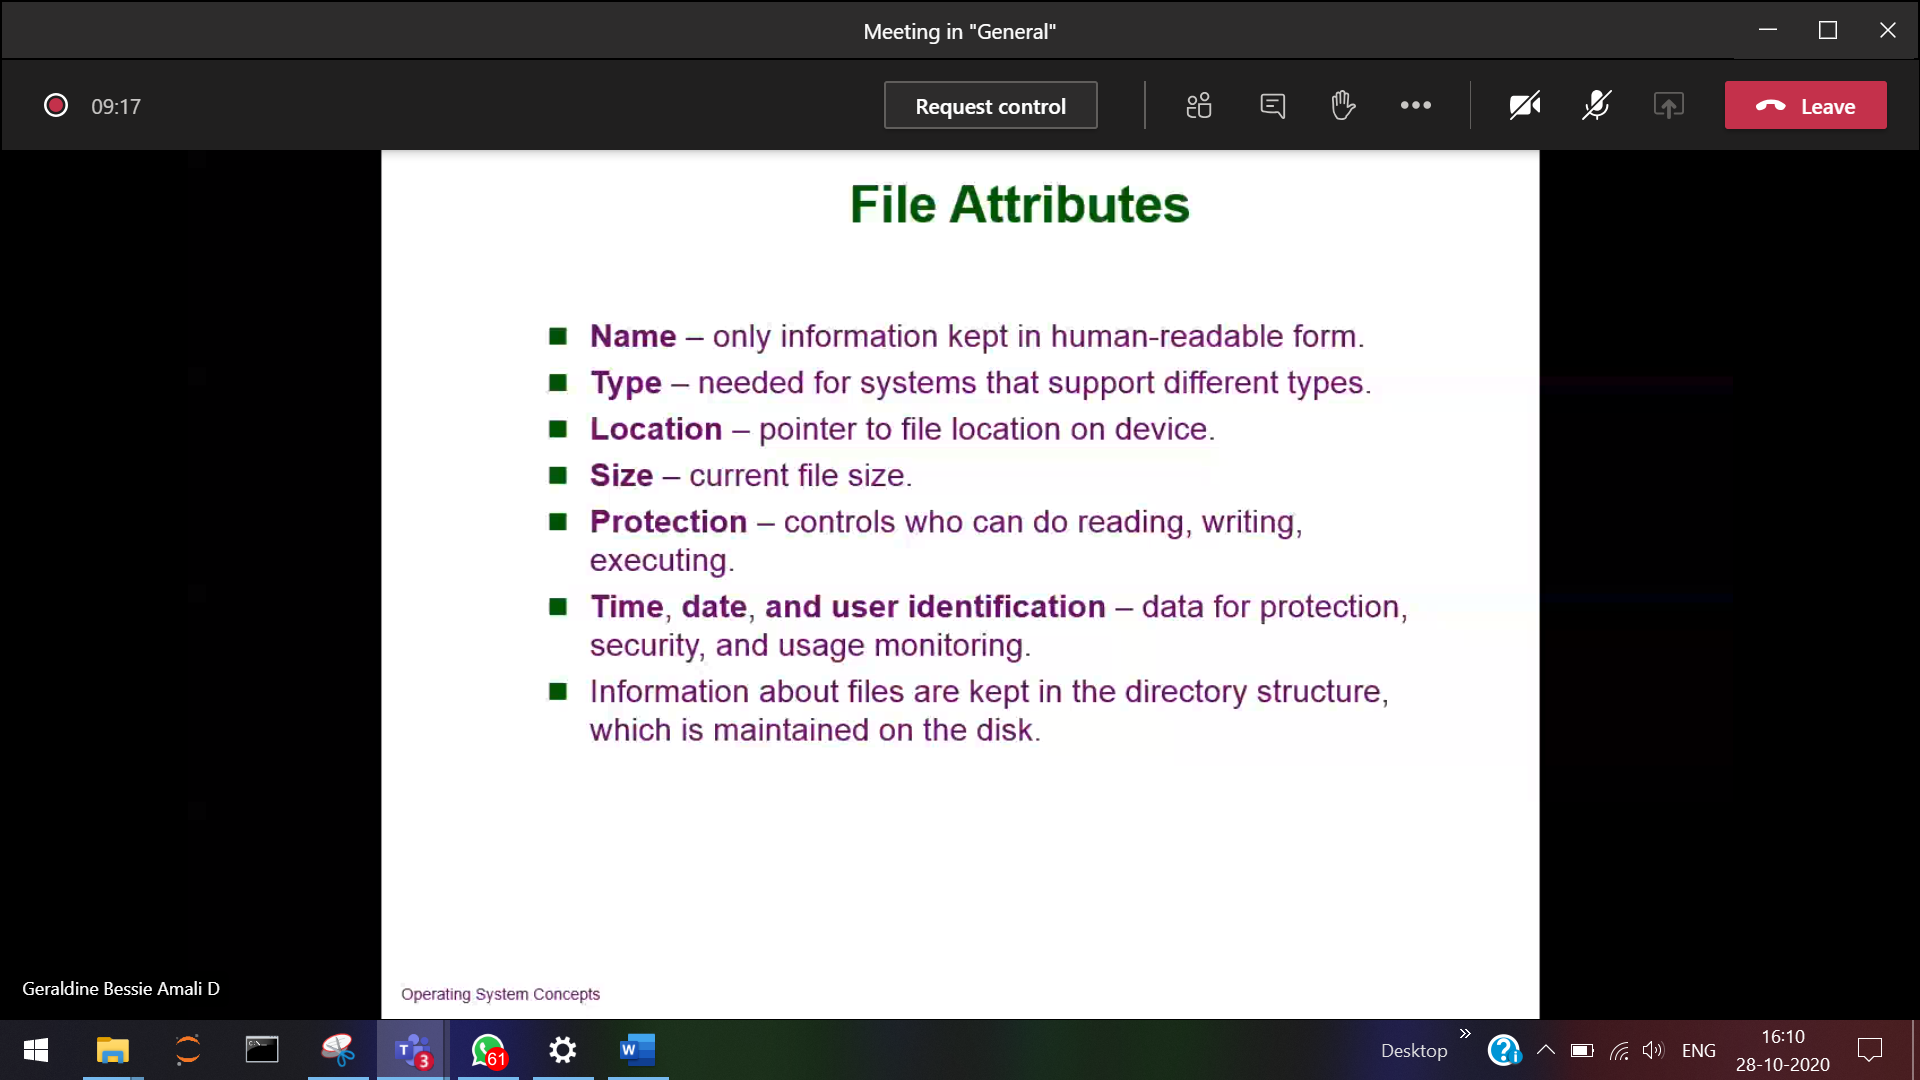 Meeting in "General"
09:17
Request control
Leave
File Attributes
Name – only information kept in human-readable form.
Type – needed for systems that support different types.
Location – pointer to file location on device.
Size – current file size.
Protection – controls who can do reading, writing,
executing.
Time, date, and user identification – data for protection,
security, and usage monitoring.
Information about files are kept in the directory structure,
which is maintained on the disk.
Geraldine Bessie Amali D
Operating System Concepts
T 3
61
W
Desktop
ENG
16:10
28-10-2020